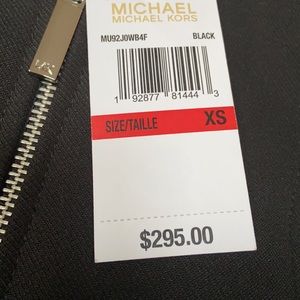 MICHAEL
MICHAEL KORS
MU92J0WB4F BLACK
1 92877 81444 3
SIZE/TAILLE XS
$295.00